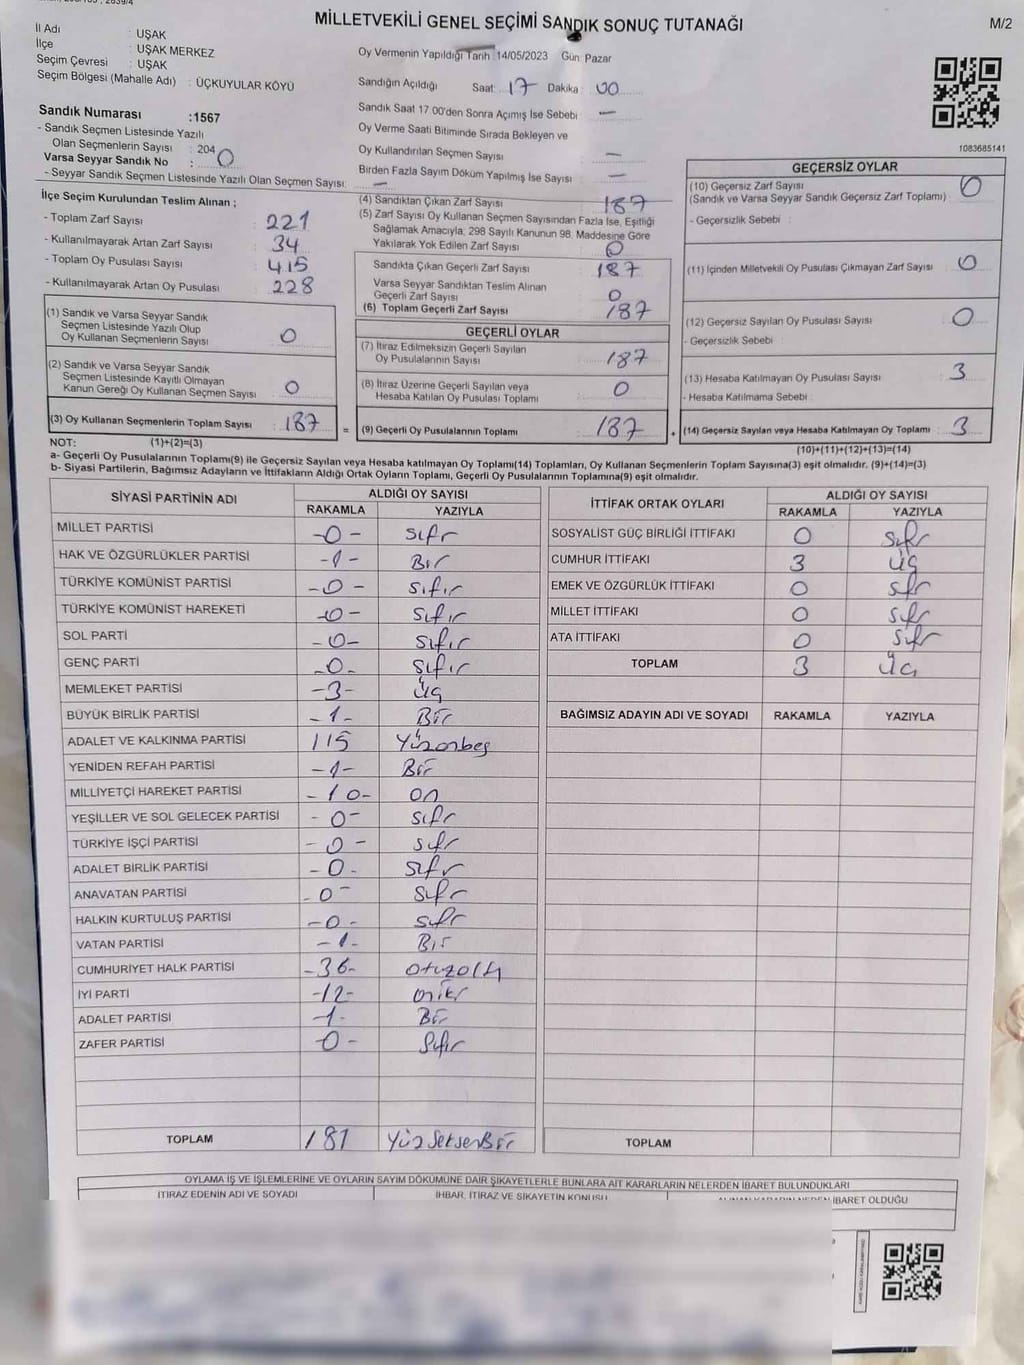 MİLLETVEKİLİ GENEL SEÇİMİ SANDIK SONUÇ TUTANAĞI
M/2
İl Adı : UŞAK
İlçe : UŞAK MERKEZ
Seçim Çevresi : UŞAK
Seçim Bölgesi (Mahalle Adı) : ÜÇKUYULAR KÖYÜ
Sandık Numarası :1567
- Sandık Seçmen Listesinde Yazılı
Olan Seçmenlerin Sayısı : 204
Varsa Seyyar Sandık No : 0
- Seyyar Sandık Seçmen Listesinde Yazılı Olan Seçmen Sayısı: —
Oy Vermenin Yapıldığı Tarih :14/05/2023 Gün: Pazar
Sandığın Açıldığı Saat: 17 Dakika : 00
Sandık Saat 17 00'den Sonra Açımış İse Sebebi —
Oy Verme Saati Bitiminde Sırada Bekleyen ve
Oy Kullandırılan Seçmen Sayısı —
Birden Fazla Sayım Döküm Yapılmış İse Sayısı —
1083685141
İlçe Seçim Kurulundan Teslim Alınan ;
- Toplam Zarf Sayısı : 221
- Kullanılmayarak Artan Zarf Sayısı : 34
- Toplam Oy Pusulası Sayısı : 415
- Kullanılmayarak Artan Oy Pusulası : 228
(1) Sandık ve Varsa Seyyar Sandık
Seçmen Listesinde Yazılı Olup
Oy Kullanan Seçmenlerin Sayısı : 0
(2) Sandık ve Varsa Seyyar Sandık
Seçmen Listesinde Kayıtlı Olmayan
Kanun Gereği Oy Kullanan Seçmen Sayısı : 0
(3) Oy Kullanan Seçmenlerin Toplam Sayısı : 187
(4) Sandıktan Çıkan Zarf Sayısı : 187
(5) Zarf Sayısı Oy Kullanan Seçmen Sayısından Fazla İse, Eşitliği
Sağlamak Amacıyla; 298 Sayılı Kanunun 98. Maddesine Göre
Yakılarak Yok Edilen Zarf Sayısı : 0
Sandıkta Çıkan Geçerli Zarf Sayısı : 187
Varsa Seyyar Sandıktan Teslim Alınan
Geçerli Zarf Sayısı : 0
(6) Toplam Geçerli Zarf Sayısı : 187
GEÇERLİ OYLAR
(7) İtiraz Edilmeksizin Geçerli Sayılan
Oy Pusulalarının Sayısı : 187
(8) İtiraz Üzerine Geçerli Sayılan veya
Hesaba Katılan Oy Pusulası Toplamı : 0
= (9) Geçerli Oy Pusulalarının Toplamı : 187
GEÇERSİZ OYLAR
(10) Geçersiz Zarf Sayısı : 0
(Sandık ve Varsa Seyyar Sandık Geçersiz Zarf Toplamı)
- Geçersizlik Sebebi :
(11) İçinden Milletvekili Oy Pusulası Çıkmayan Zarf Sayısı : 0
(12) Geçersiz Sayılan Oy Pusulası Sayısı : 0
- Geçersizlik Sebebi
(13) Hesaba Katılmayan Oy Pusulası Sayısı : 3
- Hesaba Katılmama Sebebi :
+ (14) Geçersiz Sayılan veya Hesaba Katılmayan Oy Toplamı : 3
NOT: (1)+(2)=(3)
(10)+(11)+(12)+(13)=(14)
a- Geçerli Oy Pusulalarının Toplamı(9) ile Geçersiz Sayılan veya Hesaba katılmayan Oy Toplamı(14) Toplamları, Oy Kullanan Seçmenlerin Toplam Sayısına(3) eşit olmalıdır. (9)+(14)=(3)
b- Siyasi Partilerin, Bağımsız Adayların ve İttifakların Aldığı Ortak Oyların Toplamı, Geçerli Oy Pusulalarının Toplamına(9) eşit olmalıdır.
SİYASİ PARTİNİN ADI ALDIĞI OY SAYISI
RAKAMLA YAZIYLA
MİLLET PARTİSİ -0- sıfr
HAK VE ÖZGÜRLÜKLER PARTİSİ -1- Bir
TÜRKİYE KOMÜNİST PARTİSİ -0- sıfır
TÜRKİYE KOMÜNİST HAREKETİ -0- sıfır
SOL PARTİ -0- sıfır
GENÇ PARTİ -0- sıfır
MEMLEKET PARTİSİ -3- Üç
BÜYÜK BİRLİK PARTİSİ -1- Bir
ADALET VE KALKINMA PARTİSİ 115 Yüzonbeş
YENİDEN REFAH PARTİSİ -1- Bir
MİLLİYETÇİ HAREKET PARTİSİ -10- on
YEŞİLLER VE SOL GELECEK PARTİSİ -0- sıfr
TÜRKİYE İŞÇİ PARTİSİ -0- sıfr
ADALET BİRLİK PARTİSİ -0- sıfr
ANAVATAN PARTİSİ -0- sıfr
HALKIN KURTULUŞ PARTİSİ -0- sıfr
VATAN PARTİSİ -1- Bir
CUMHURİYET HALK PARTİSİ -36- otuzaltı
İYİ PARTİ -12- oniki
ADALET PARTİSİ -1- Bir
ZAFER PARTİSİ -0- Sıfır
TOPLAM 181 YüzSeksenBir
İTTİFAK ORTAK OYLARI ALDIĞI OY SAYISI
RAKAMLA YAZIYLA
SOSYALİST GÜÇ BİRLİĞİ İTTİFAKI 0 sıfr
CUMHUR İTTİFAKI 3 üç
EMEK VE ÖZGÜRLÜK İTTİFAKI 0 sıfr
MİLLET İTTİFAKI 0 sıfr
ATA İTTİFAKI 0 sıfr
TOPLAM 3 Üç
BAĞIMSIZ ADAYIN ADI VE SOYADI RAKAMLA YAZIYLA
TOPLAM
OYLAMA İŞ VE İŞLEMLERİNE VE OYLARIN SAYIM DÖKÜMÜNE DAİR ŞİKAYETLERLE BUNLARA AİT KARARLARIN NELERDEN İBARET BULUNDUKLARI
İTİRAZ EDENİN ADI VE SOYADI İHBAR, İTİRAZ VE ŞİKAYETİN KONUSU ALINAN KARARIN NEDEN İBARET OLDUĞU